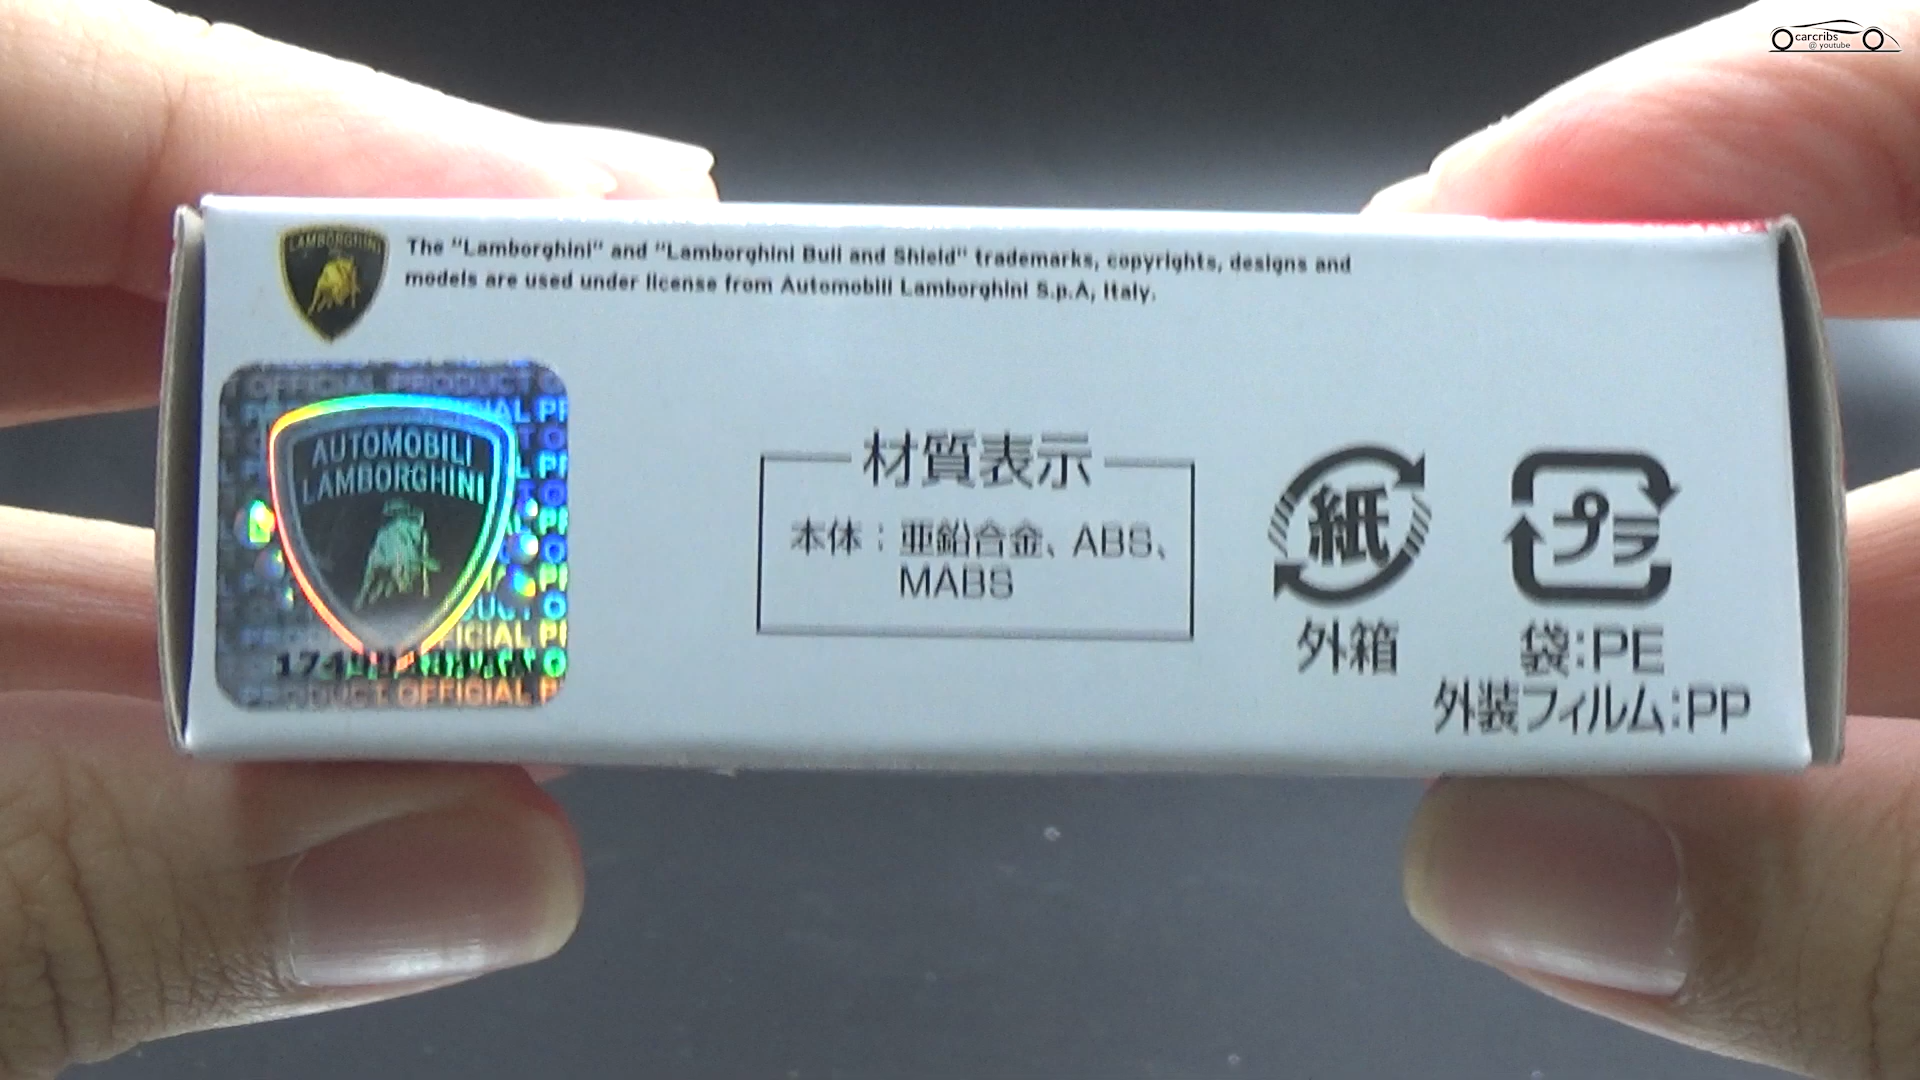 carcribs
@ youtube
LAMBORGHINI
The "Lamborghini" and "Lamborghini Bull and Shield" trademarks, copyrights, designs and
models are used under license from Automobili Lamborghini S.p.A, Italy.
T OFFICIAL PRODUCT O
AUTOMOBILI
LAMBORGHINI
PRODUCT OFFICIAL P
材質表示
本体:亜鉛合金、ABS、
MABS
紙
外箱
プラ
袋:PE
外装フィルム:PP